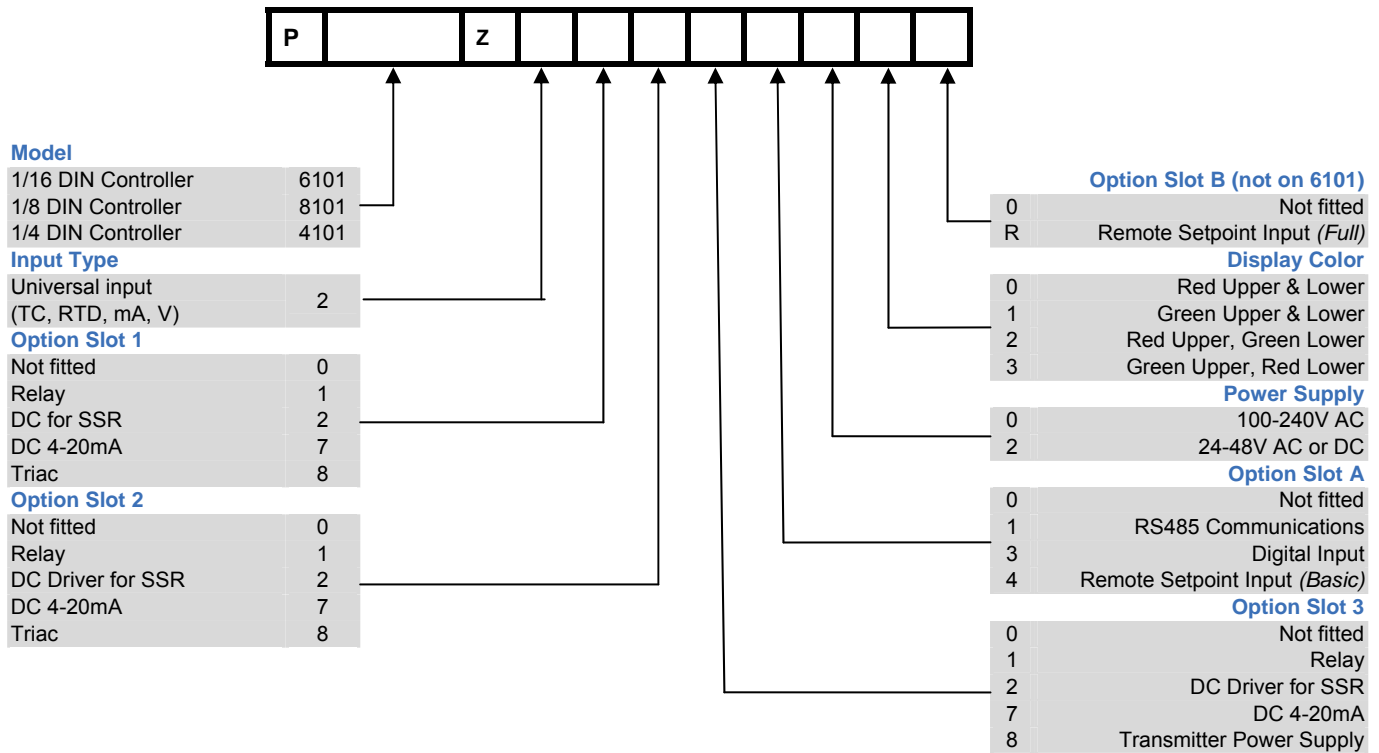 P Z
Model
1/16 DIN Controller 6101
1/8 DIN Controller 8101
1/4 DIN Controller 4101
Input Type
Universal input
(TC, RTD, mA, V) 2
Option Slot 1
Not fitted 0
Relay 1
DC for SSR 2
DC 4-20mA 7
Triac 8
Option Slot 2
Not fitted 0
Relay 1
DC Driver for SSR 2
DC 4-20mA 7
Triac 8
Option Slot B (not on 6101)
0 Not fitted
R Remote Setpoint Input (Full)
Display Color
0 Red Upper & Lower
1 Green Upper & Lower
2 Red Upper, Green Lower
3 Green Upper, Red Lower
Power Supply
0 100-240V AC
2 24-48V AC or DC
Option Slot A
0 Not fitted
1 RS485 Communications
3 Digital Input
4 Remote Setpoint Input (Basic)
Option Slot 3
0 Not fitted
1 Relay
2 DC Driver for SSR
7 DC 4-20mA
8 Transmitter Power Supply